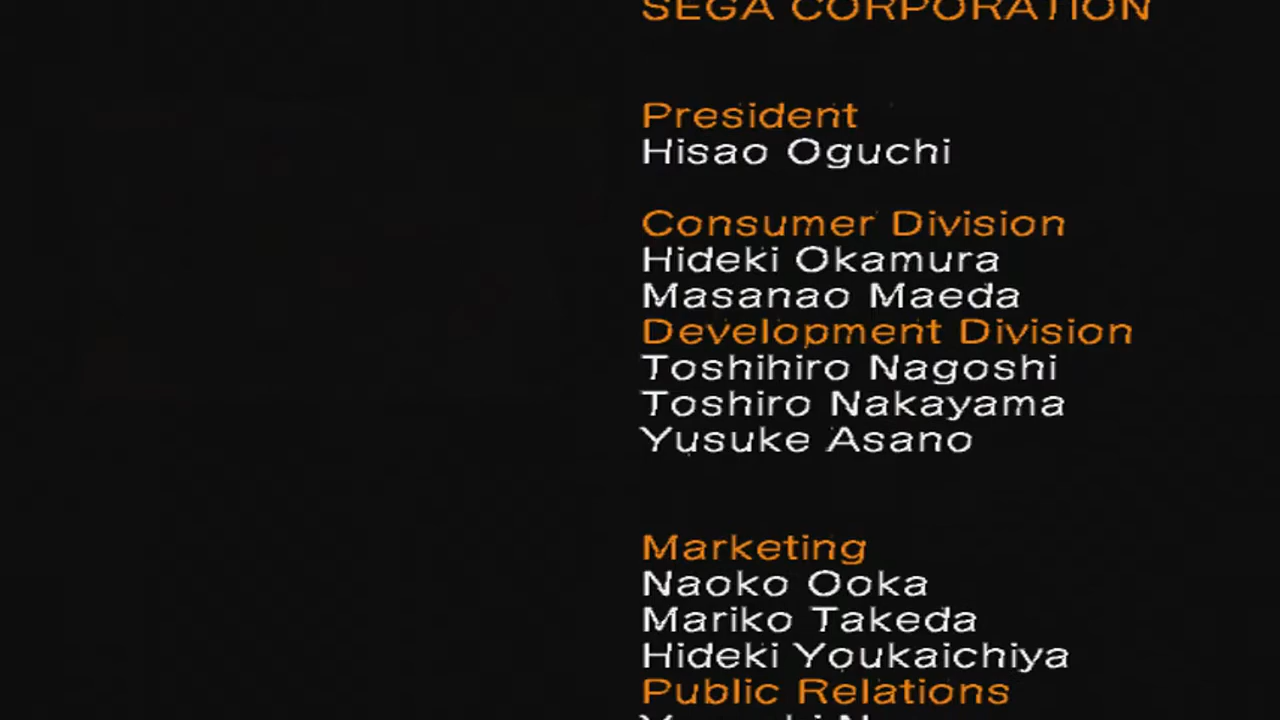 SEGA CORPORATION
President
Hisao Oguchi
Consumer Division
Hideki Okamura
Masanao Maeda
Development Division
Toshihiro Nagoshi
Toshiro Nakayama
Yusuke Asano
Marketing
Naoko Ooka
Mariko Takeda
Hideki Youkaichiya
Public Relations